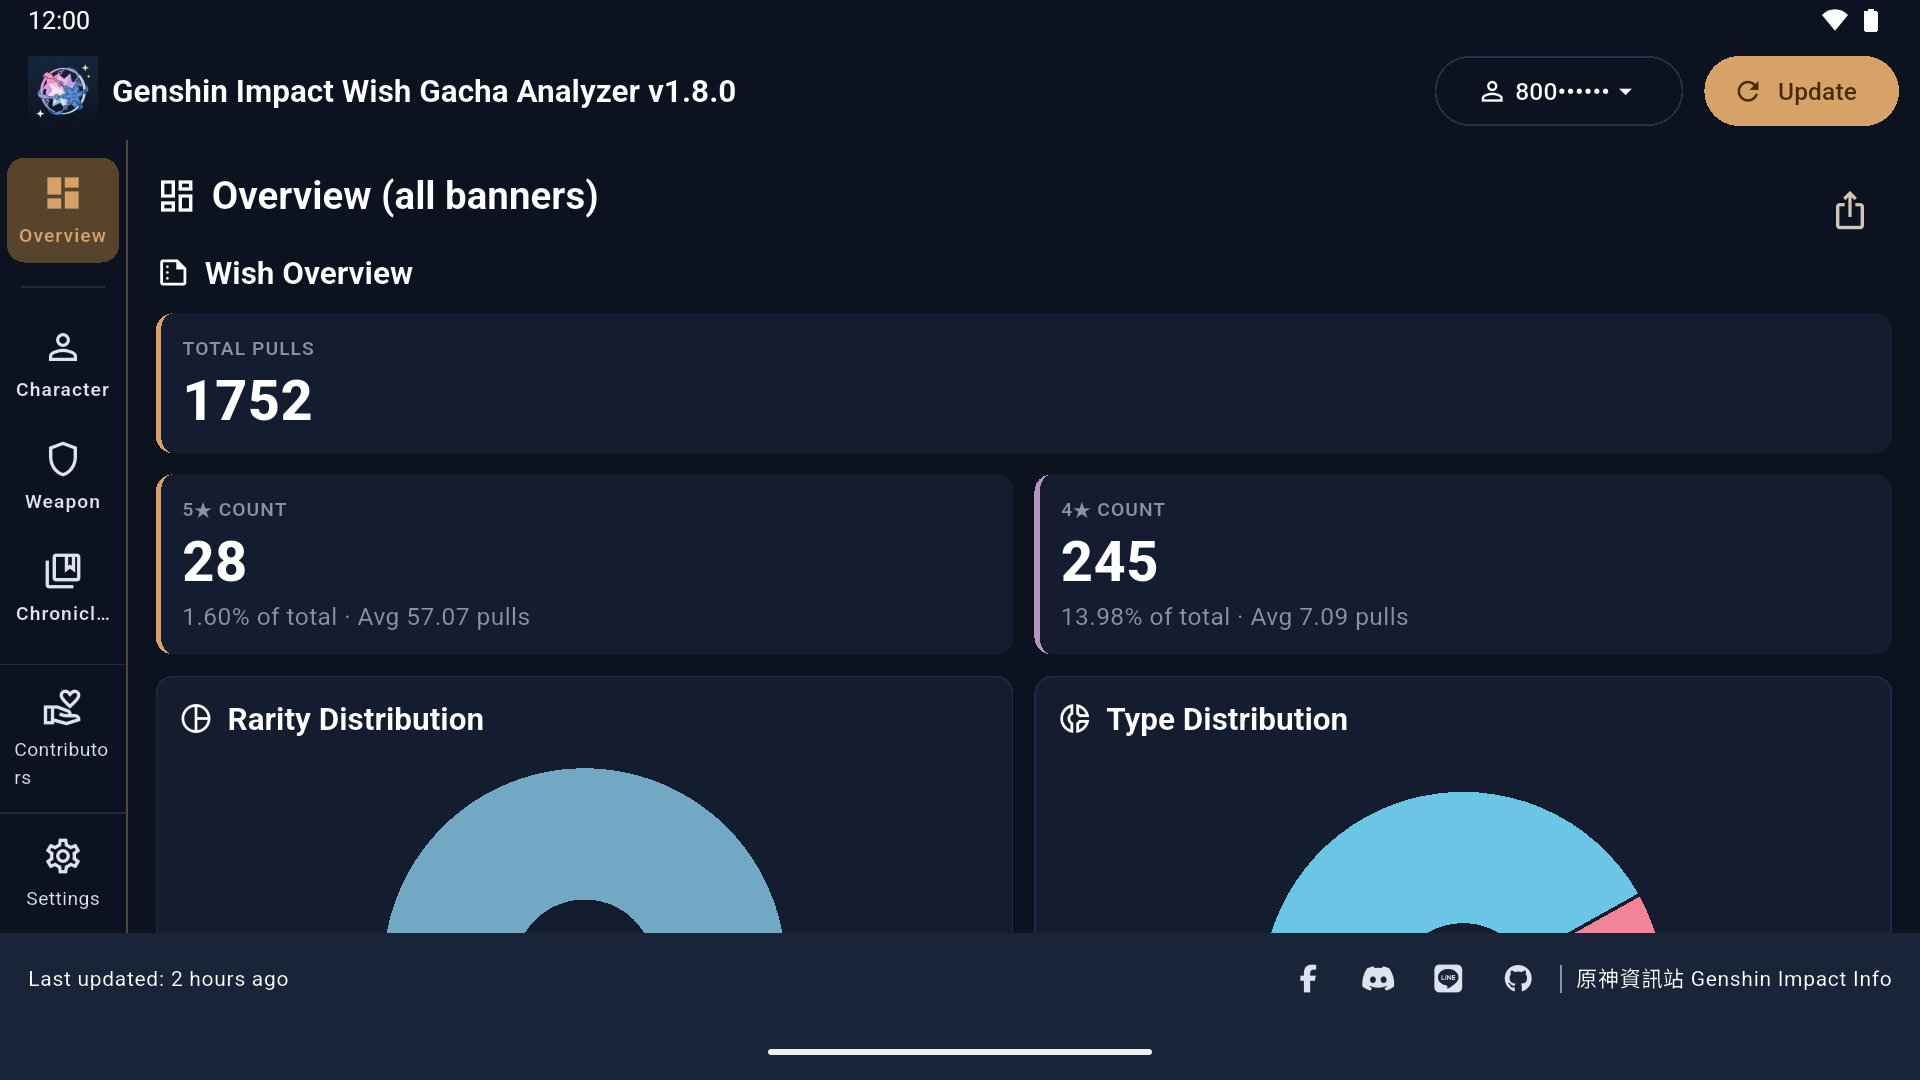 12:00
Genshin Impact Wish Gacha Analyzer v1.8.0
800••••••
Update
Overview
Character
Weapon
Chronicl…
Contributo
rs
Settings
Overview (all banners)
Wish Overview
TOTAL PULLS
1752
5★ COUNT
28
1.60% of total · Avg 57.07 pulls
4★ COUNT
245
13.98% of total · Avg 7.09 pulls
Rarity Distribution
Type Distribution
Last updated: 2 hours ago
LINE
原神資訊站 Genshin Impact Info